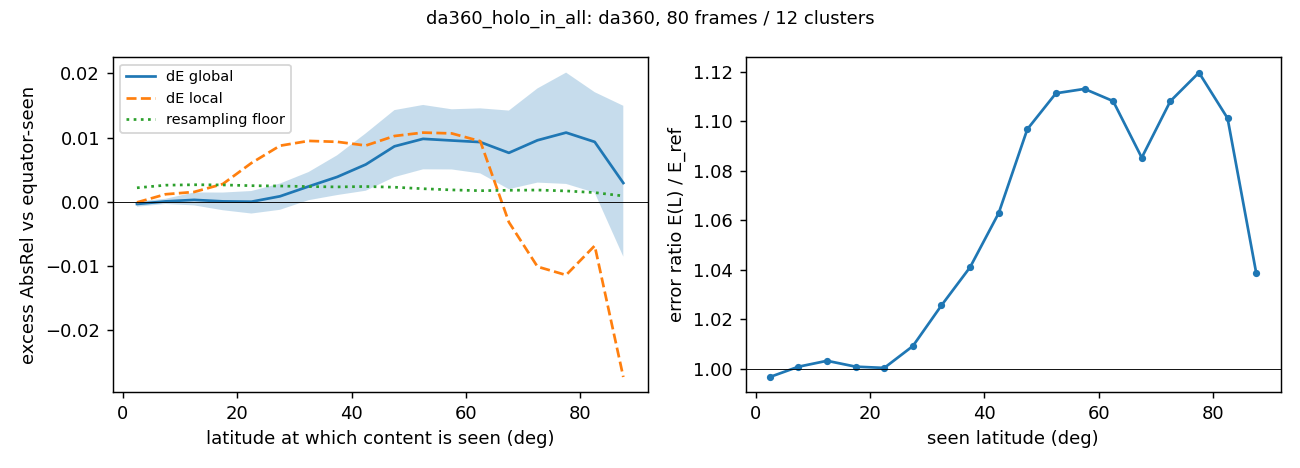 da360_holo_in_all: da360, 80 frames / 12 clusters
excess AbsRel vs equator-seen
0.02
0.01
0.00
−0.01
−0.02
dE global
dE local
resampling floor
0 20 40 60 80
latitude at which content is seen (deg)
error ratio E(L) / E_ref
1.12
1.10
1.08
1.06
1.04
1.02
1.00
0 20 40 60 80
seen latitude (deg)